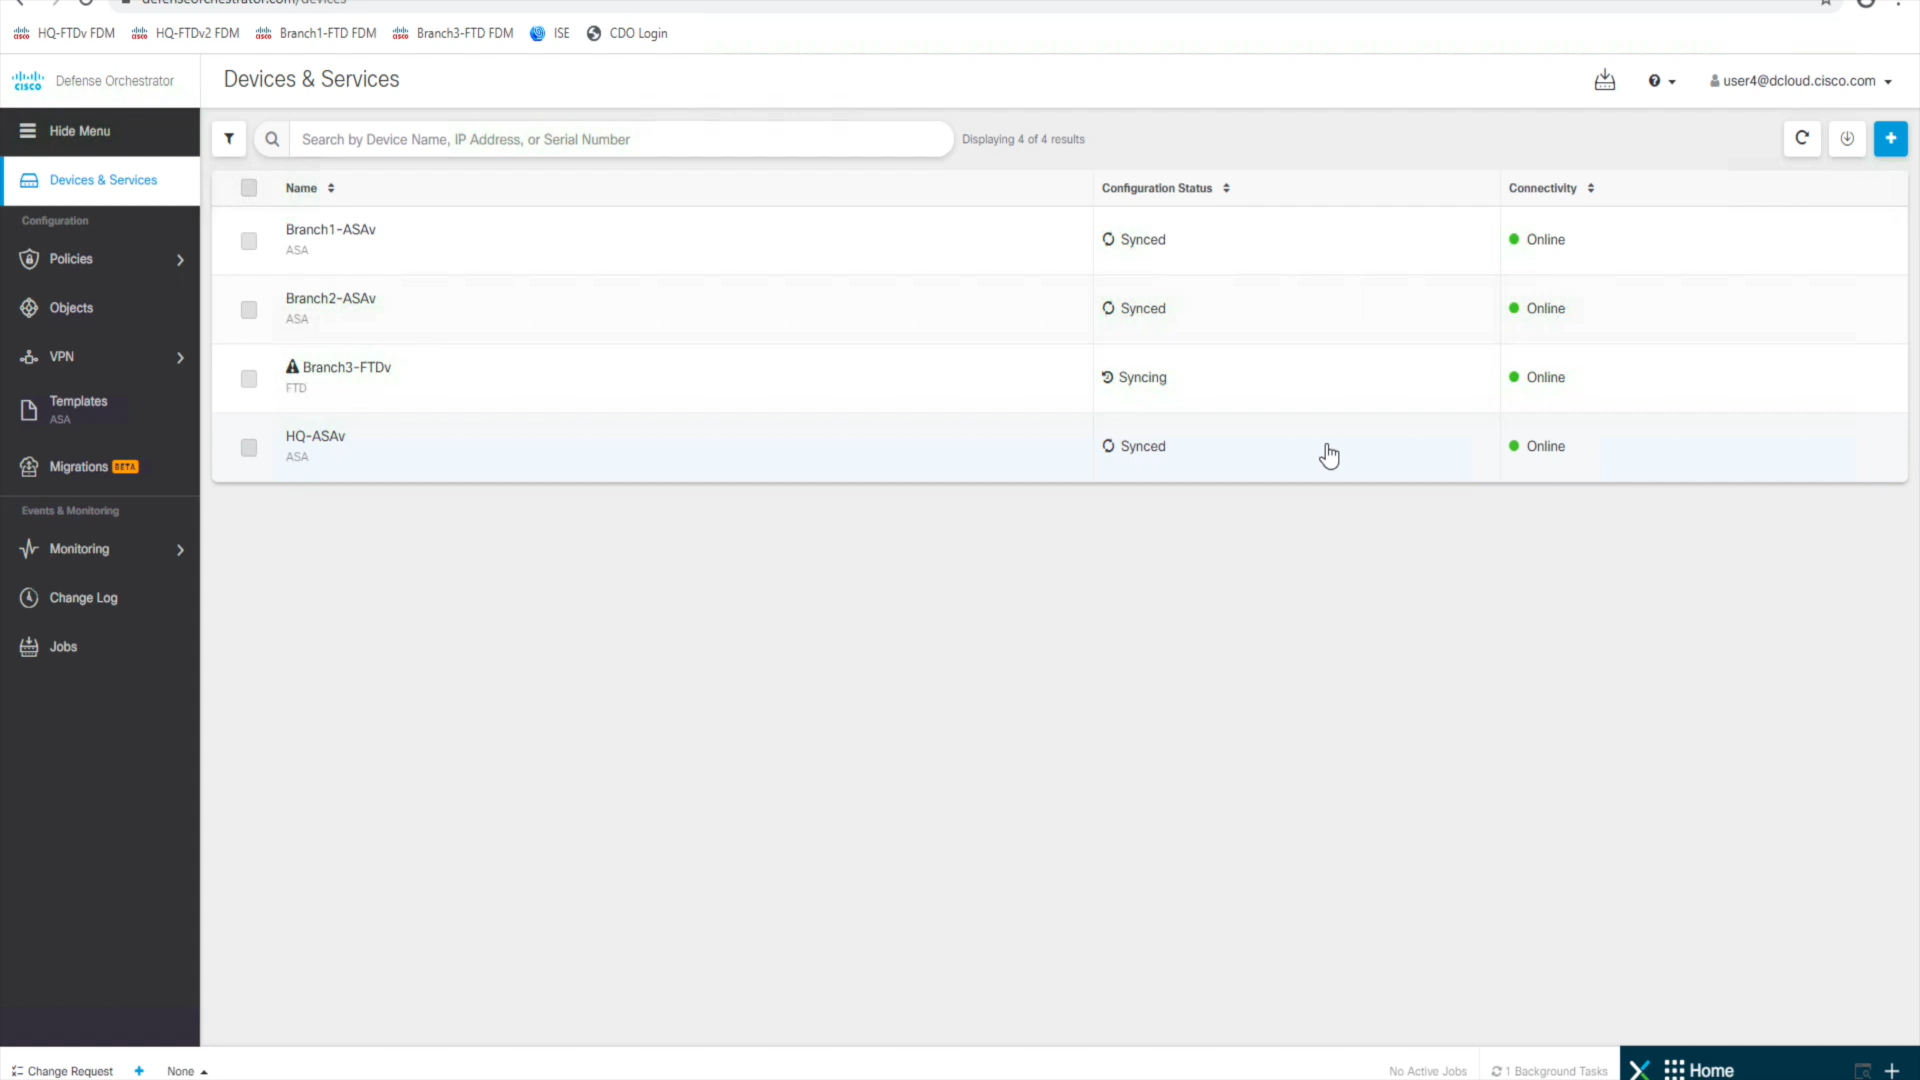 HQ-FTDv FDM HQ-FTDv2 FDM Branch1-FTD FDM Branch3-FTD FDM ISE CDO Login
CISCO Defense Orchestrator Devices & Services user4@dcloud.cisco.com
Hide Menu
Search by Device Name, IP Address, or Serial Number Displaying 4 of 4 results
Devices & Services
Name Configuration Status Connectivity
Configuration
Branch1-ASAv
ASA
Synced Online
Policies
Objects
Branch2-ASAv
ASA
Synced Online
VPN
Branch3-FTDv
FTD
Syncing Online
Templates
ASA
HQ-ASAv
ASA
Synced Online
Migrations BETA
Events & Monitoring
Monitoring
Change Log
Jobs
Change Request + None No Active Jobs 1 Background Tasks Home